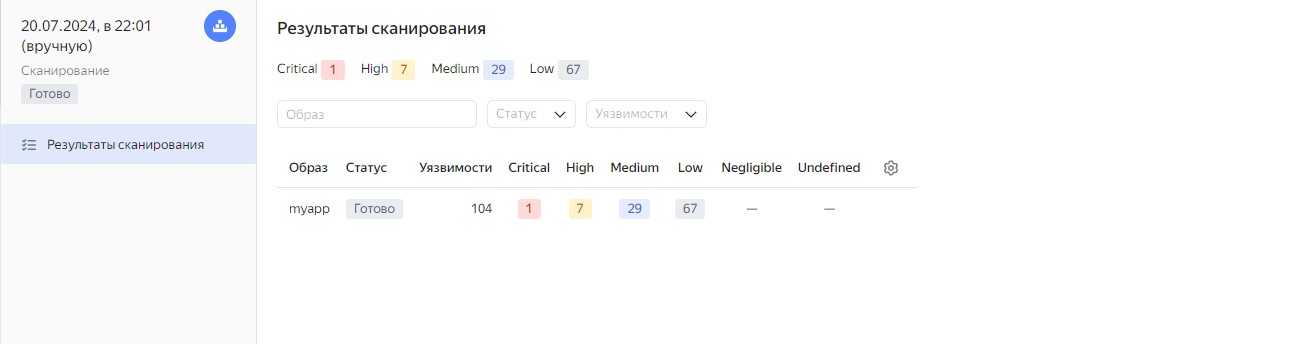 20.07.2024, в 22:01
(вручную)
Сканирование
Готово
Результаты сканирования
Результаты сканирования
Critical 1 High 7 Medium 29 Low 67
Образ Статус Уязвимости
Образ Статус Уязвимости Critical High Medium Low Negligible Undefined
myapp Готово 104 1 7 29 67 — —